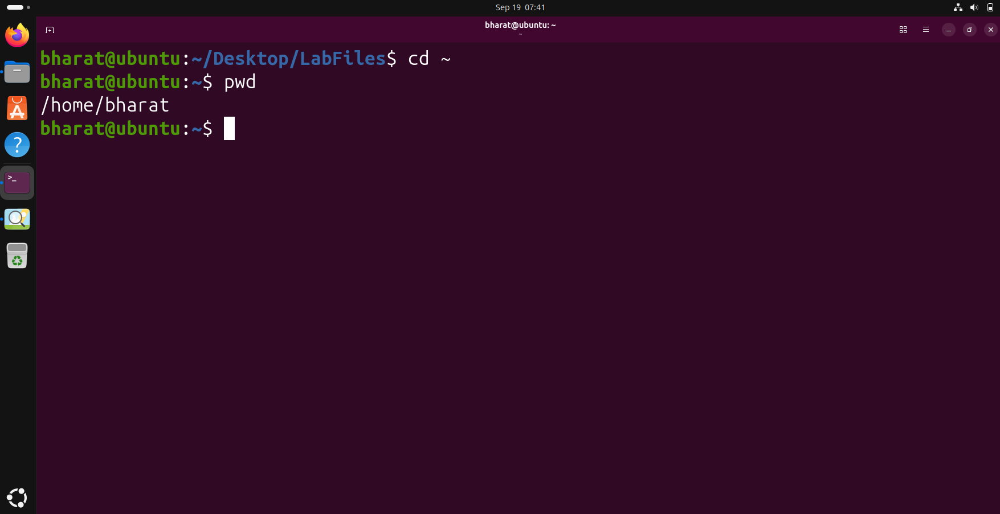 Sep 19 07:41
bharat@ubuntu: ~
~
bharat@ubuntu:~/Desktop/LabFiles$ cd ~
bharat@ubuntu:~$ pwd
/home/bharat
bharat@ubuntu:~$
>_